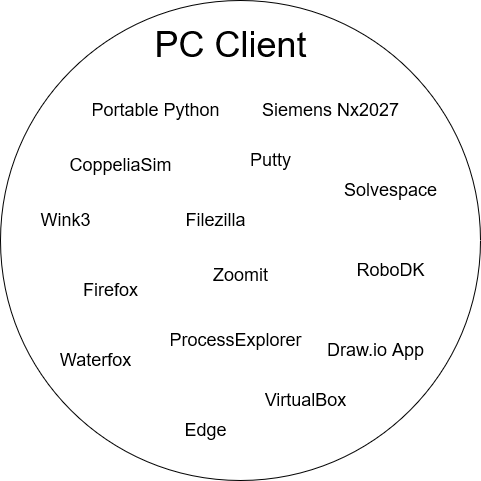 PC Client
Portable Python
Siemens Nx2027
CoppeliaSim
Putty
Solvespace
Wink3
Filezilla
Zoomit
RoboDK
Firefox
ProcessExplorer
Draw.io App
Waterfox
VirtualBox
Edge